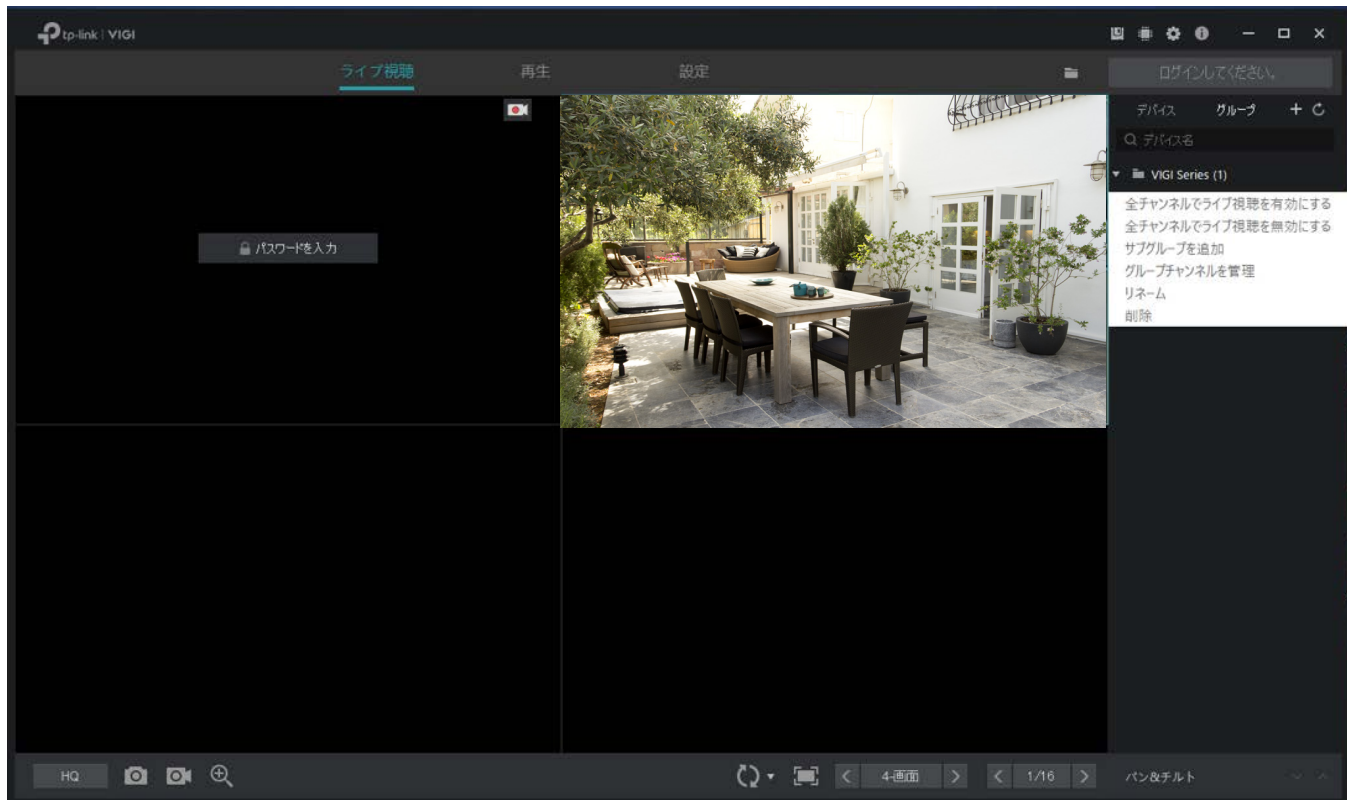 tp-link | VIGI
ライブ視聴 再生 設定 ログインしてください。
デバイス グループ
デバイス名
VIGI Series (1)
全チャンネルでライブ視聴を有効にする
全チャンネルでライブ視聴を無効にする
サブグループを追加
グループチャンネルを管理
リネーム
削除
パスワードを入力
HQ 4-画面 1/16 パン&チルト